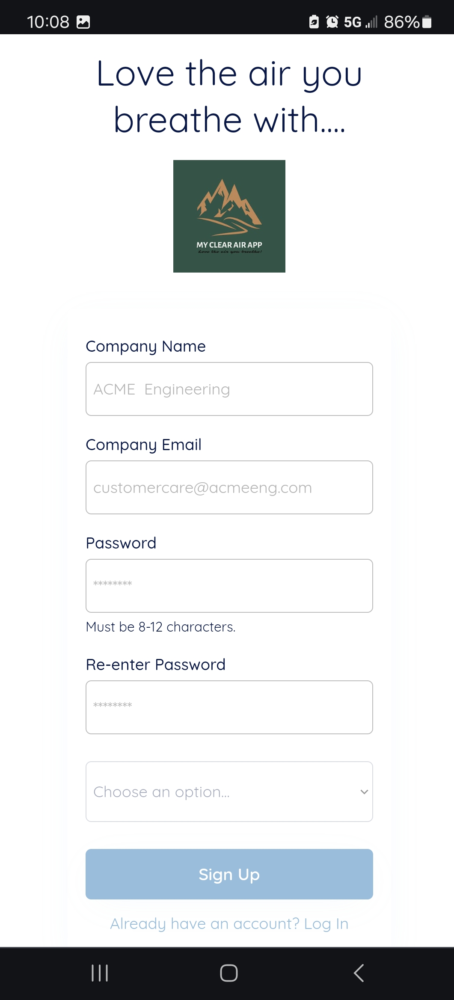 10:08
5G 86%
Love the air you
breathe with....
MY CLEAR AIR APP
Love the air you breathe!
Company Name
ACME  Engineering
Company Email
customercare@acmeeng.com
Password
********
Must be 8-12 characters.
Re-enter Password
********
Choose an option...
Sign Up
Already have an account? Log In